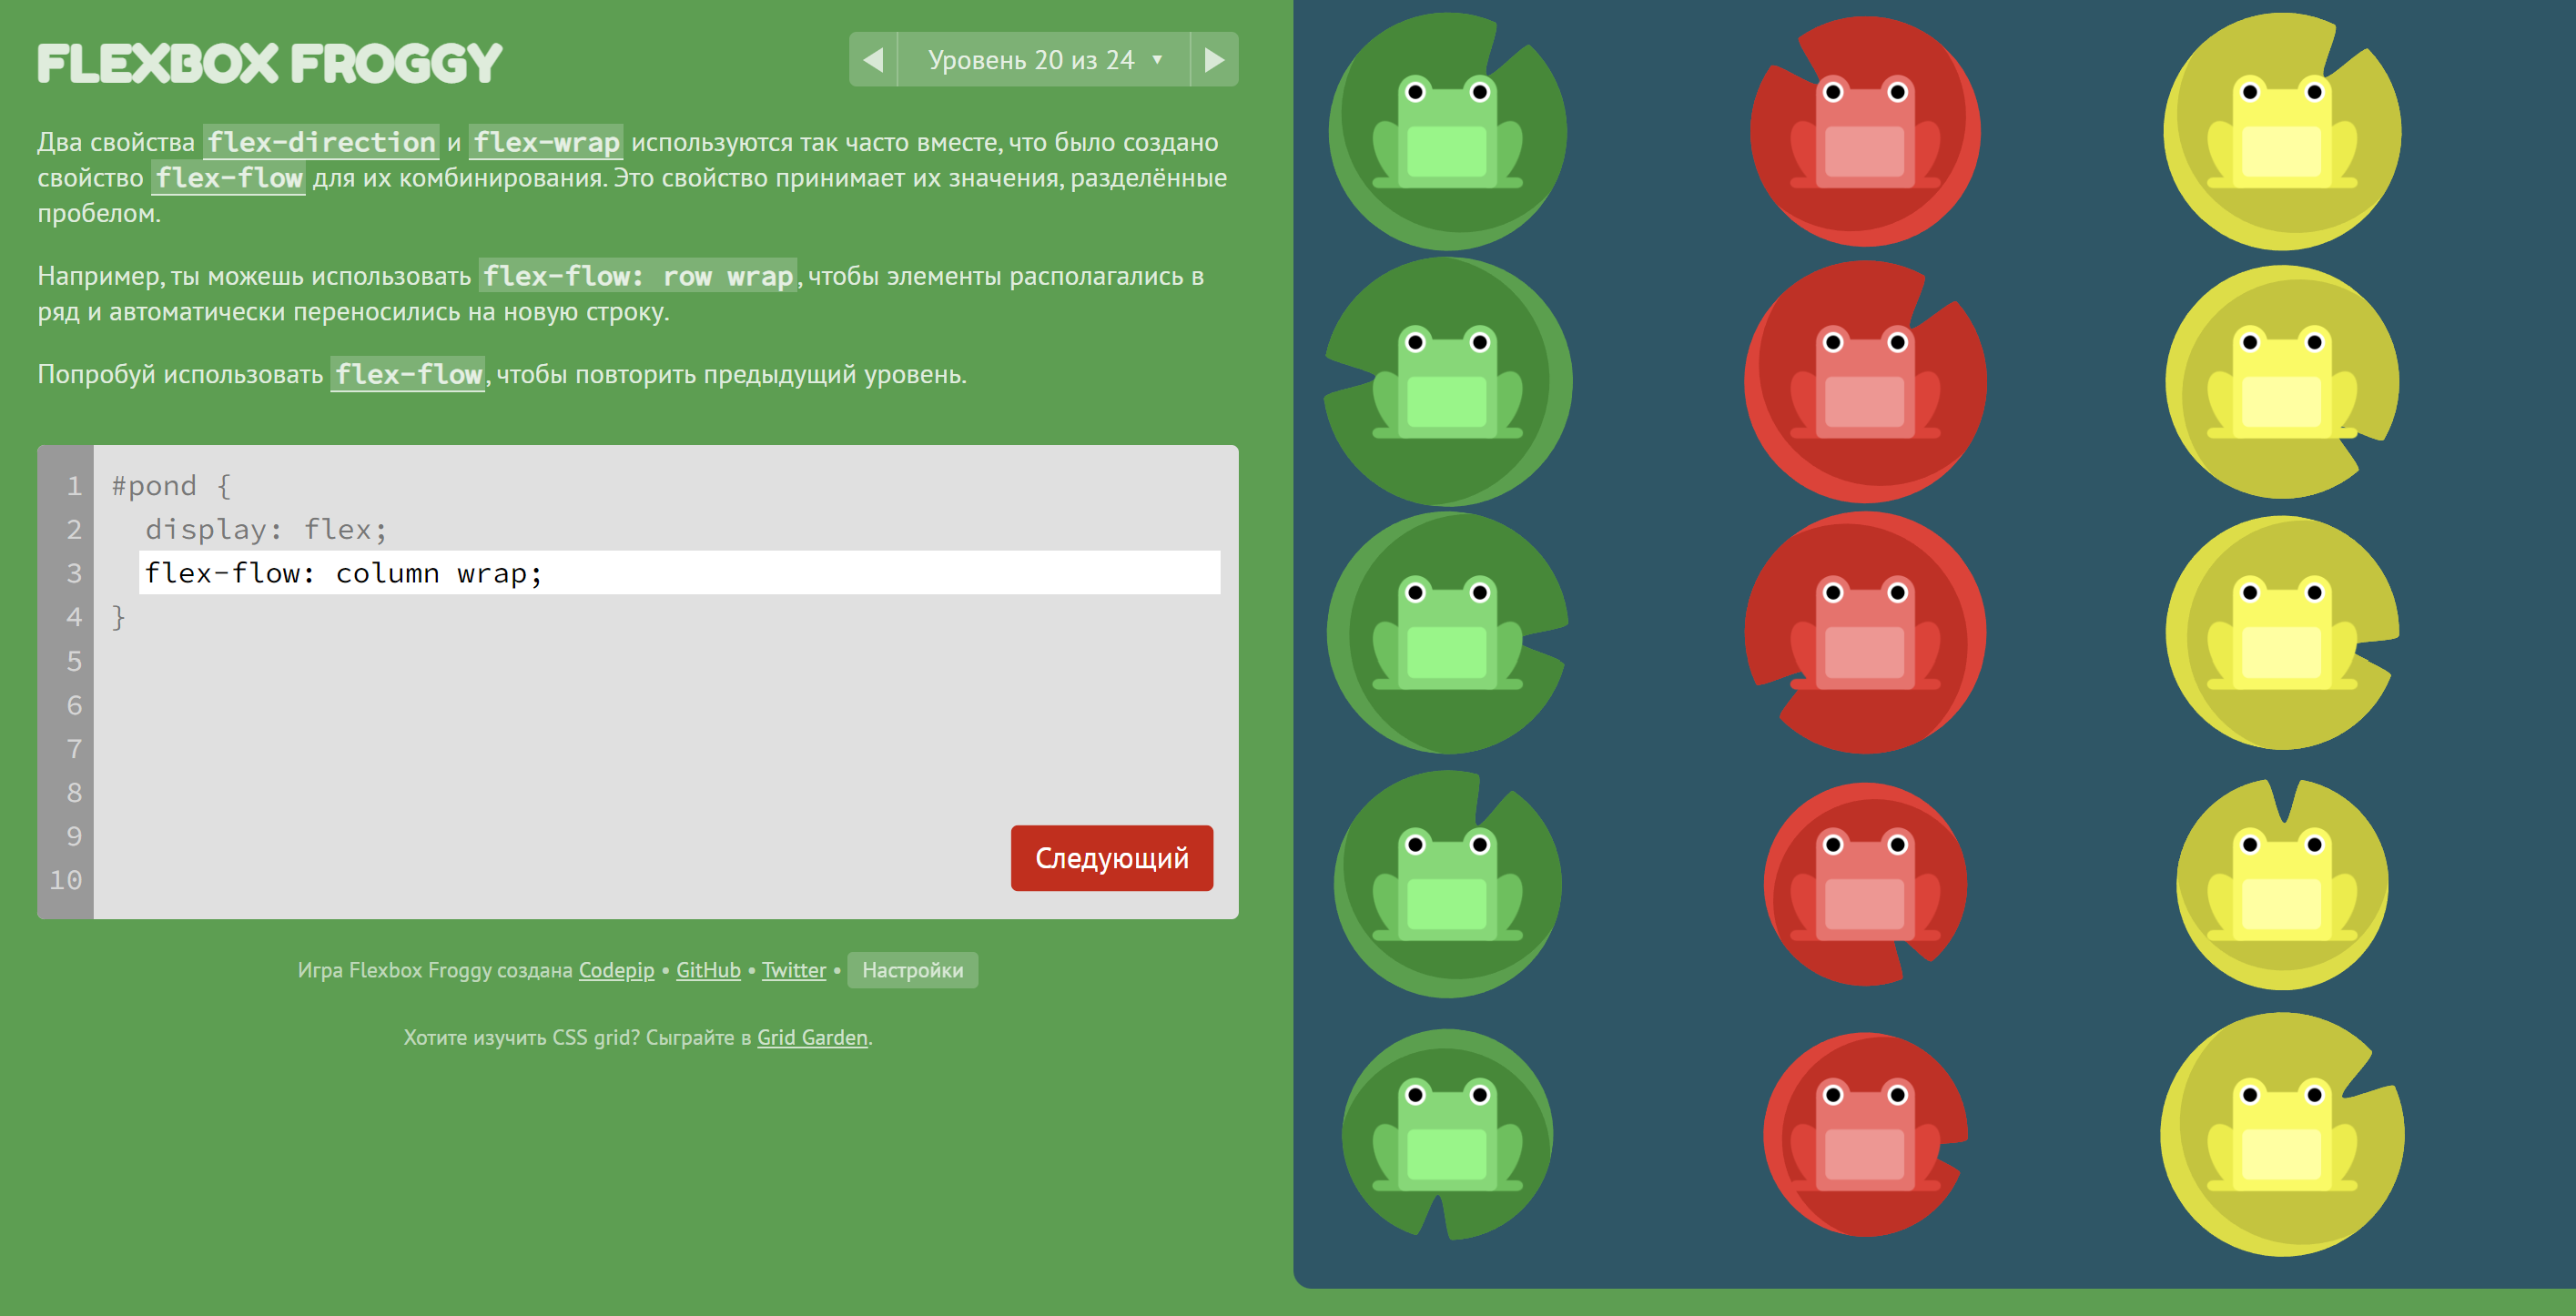 FLEXBOX FROGGY
Уровень 20 из 24 ▼
Два свойства flex-direction и flex-wrap используются так часто вместе, что было создано
свойство flex-flow для их комбинирования. Это свойство принимает их значения, разделённые
пробелом.
Например, ты можешь использовать flex-flow: row wrap, чтобы элементы располагались в
ряд и автоматически переносились на новую строку.
Попробуй использовать flex-flow, чтобы повторить предыдущий уровень.
1 #pond {
2 display: flex;
3 flex-flow: column wrap;
4 }
5
6
7
8
9
10
Следующий
Игра Flexbox Froggy создана Codepip • GitHub • Twitter • Настройки
Хотите изучить CSS grid? Сыграйте в Grid Garden.